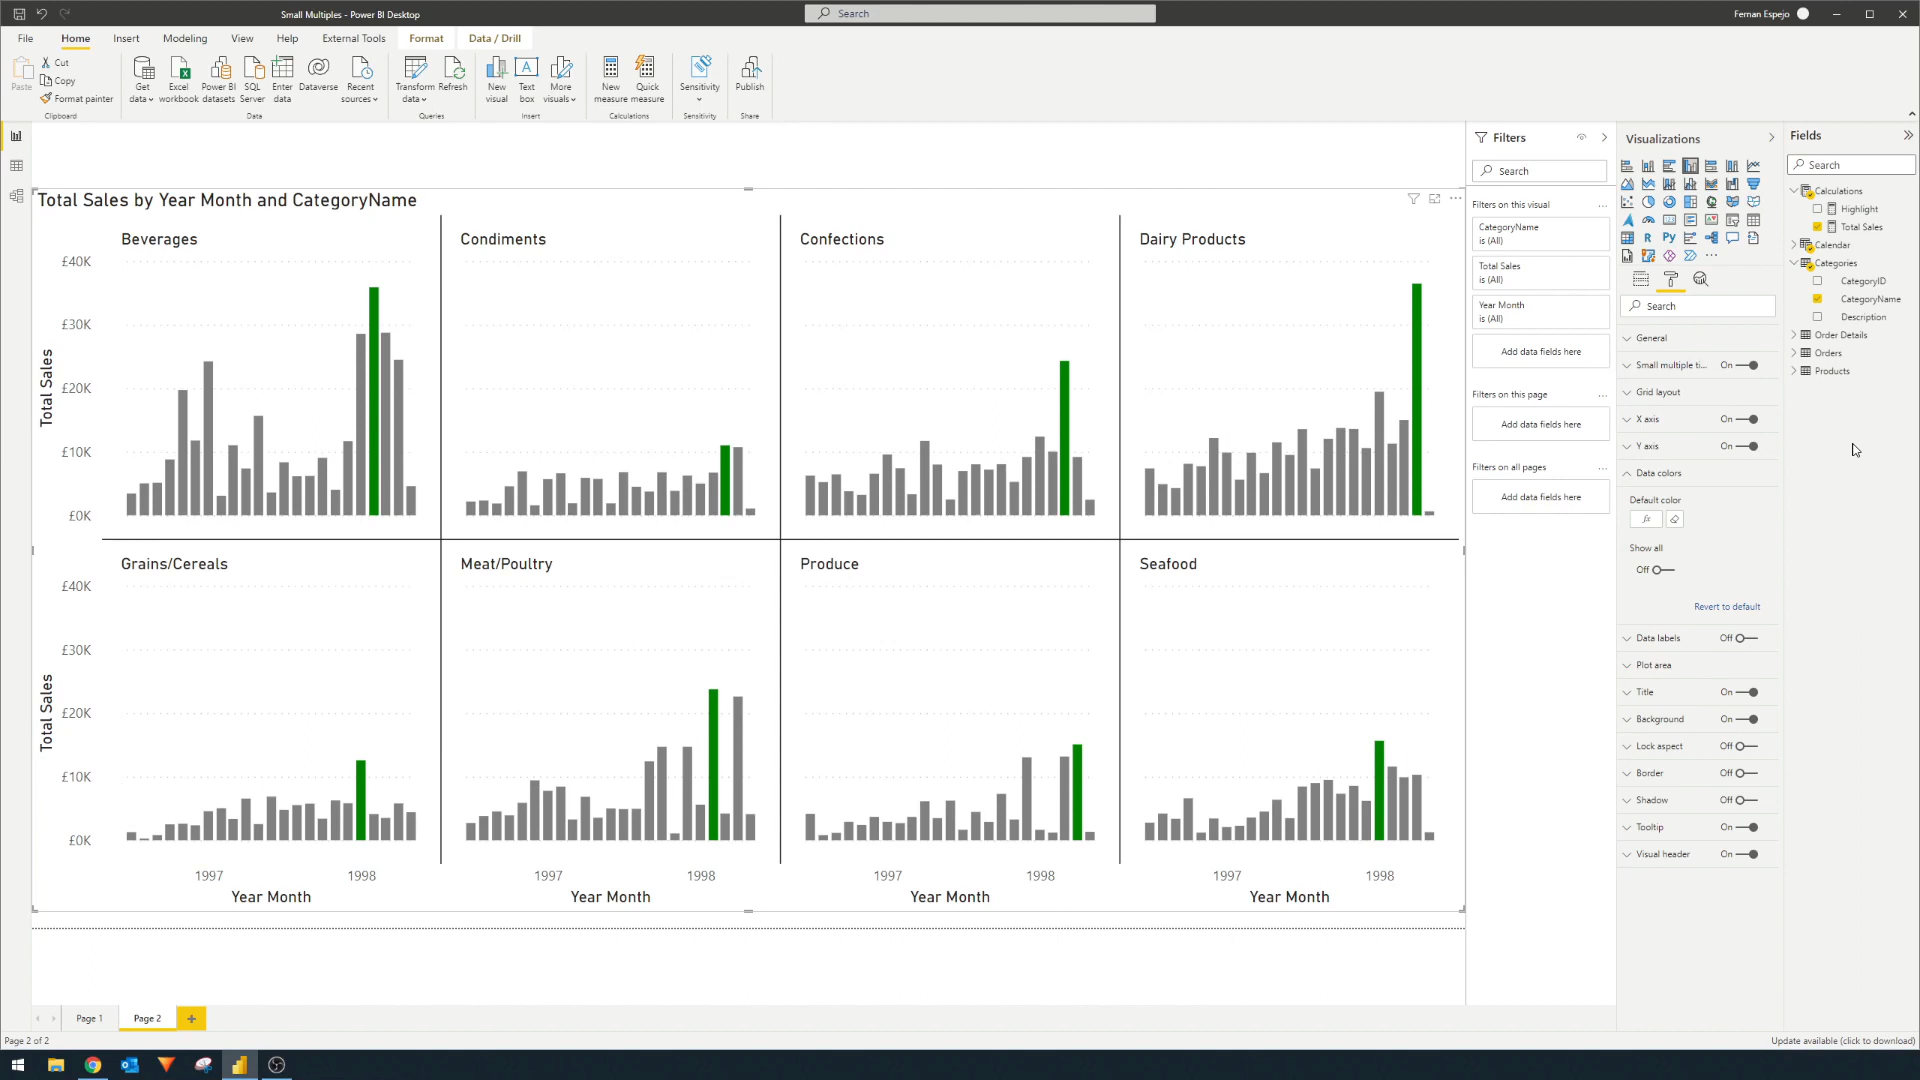 Small Multiples - Power BI Desktop
Search
Fernan Espejo
File
Home
Insert
Modeling
View
Help
External Tools
Format
Data / Drill
Paste
Cut
Copy
Format painter
Get data
Excel workbook
Power BI datasets
SQL Server
Enter data
Dataverse
Recent sources
Transform data
Refresh
New visual
Text box
More visuals
New measure
Quick measure
Sensitivity
Publish
Clipboard
Data
Queries
Insert
Calculations
Sensitivity
Share
Total Sales by Year Month and CategoryName
Beverages
Condiments
Confections
Dairy Products
£40K
£30K
£20K
£10K
£0K
Total Sales
Grains/Cereals
Meat/Poultry
Produce
Seafood
£40K
£30K
£20K
£10K
£0K
Total Sales
1997 1998
1997 1998
1997 1998
1997 1998
Year Month
Year Month
Year Month
Year Month
Filters
Search
Filters on this visual
CategoryName
is (All)
Total Sales
is (All)
Year Month
is (All)
Add data fields here
Filters on this page
Add data fields here
Filters on all pages
Add data fields here
Visualizations
R
Py
Search
General
Small multiple ti... On
Grid layout
X axis On
Y axis On
Data colors
Default color
fx
Show all
Off
Revert to default
Data labels Off
Plot area
Title On
Background On
Lock aspect Off
Border Off
Shadow Off
Tooltip On
Visual header On
Fields
Search
Calculations
Highlight
Total Sales
Calendar
Categories
CategoryID
CategoryName
Description
Order Details
Orders
Products
Page 1
Page 2
Page 2 of 2
Update available (click to download)